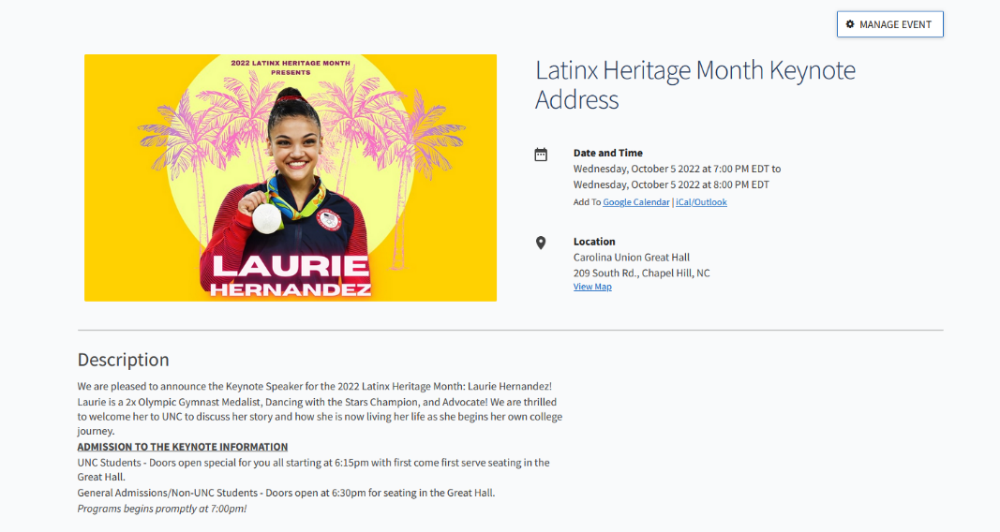 MANAGE EVENT
2022 LATINX HERITAGE MONTH
PRESENTS
LAURIE
HERNANDEZ
Latinx Heritage Month Keynote
Address
Date and Time
Wednesday, October 5 2022 at 7:00 PM EDT to
Wednesday, October 5 2022 at 8:00 PM EDT
Add To Google Calendar | iCal/Outlook
Location
Carolina Union Great Hall
209 South Rd., Chapel Hill, NC
View Map
Description
We are pleased to announce the Keynote Speaker for the 2022 Latinx Heritage Month: Laurie Hernandez!
Laurie is a 2x Olympic Gymnast Medalist, Dancing with the Stars Champion, and Advocate! We are thrilled
to welcome her to UNC to discuss her story and how she is now living her life as she begins her own college
journey.
ADMISSION TO THE KEYNOTE INFORMATION
UNC Students - Doors open special for you all starting at 6:15pm with first come first serve seating in the
Great Hall.
General Admissions/Non-UNC Students - Doors open at 6:30pm for seating in the Great Hall.
Programs begins promptly at 7:00pm!